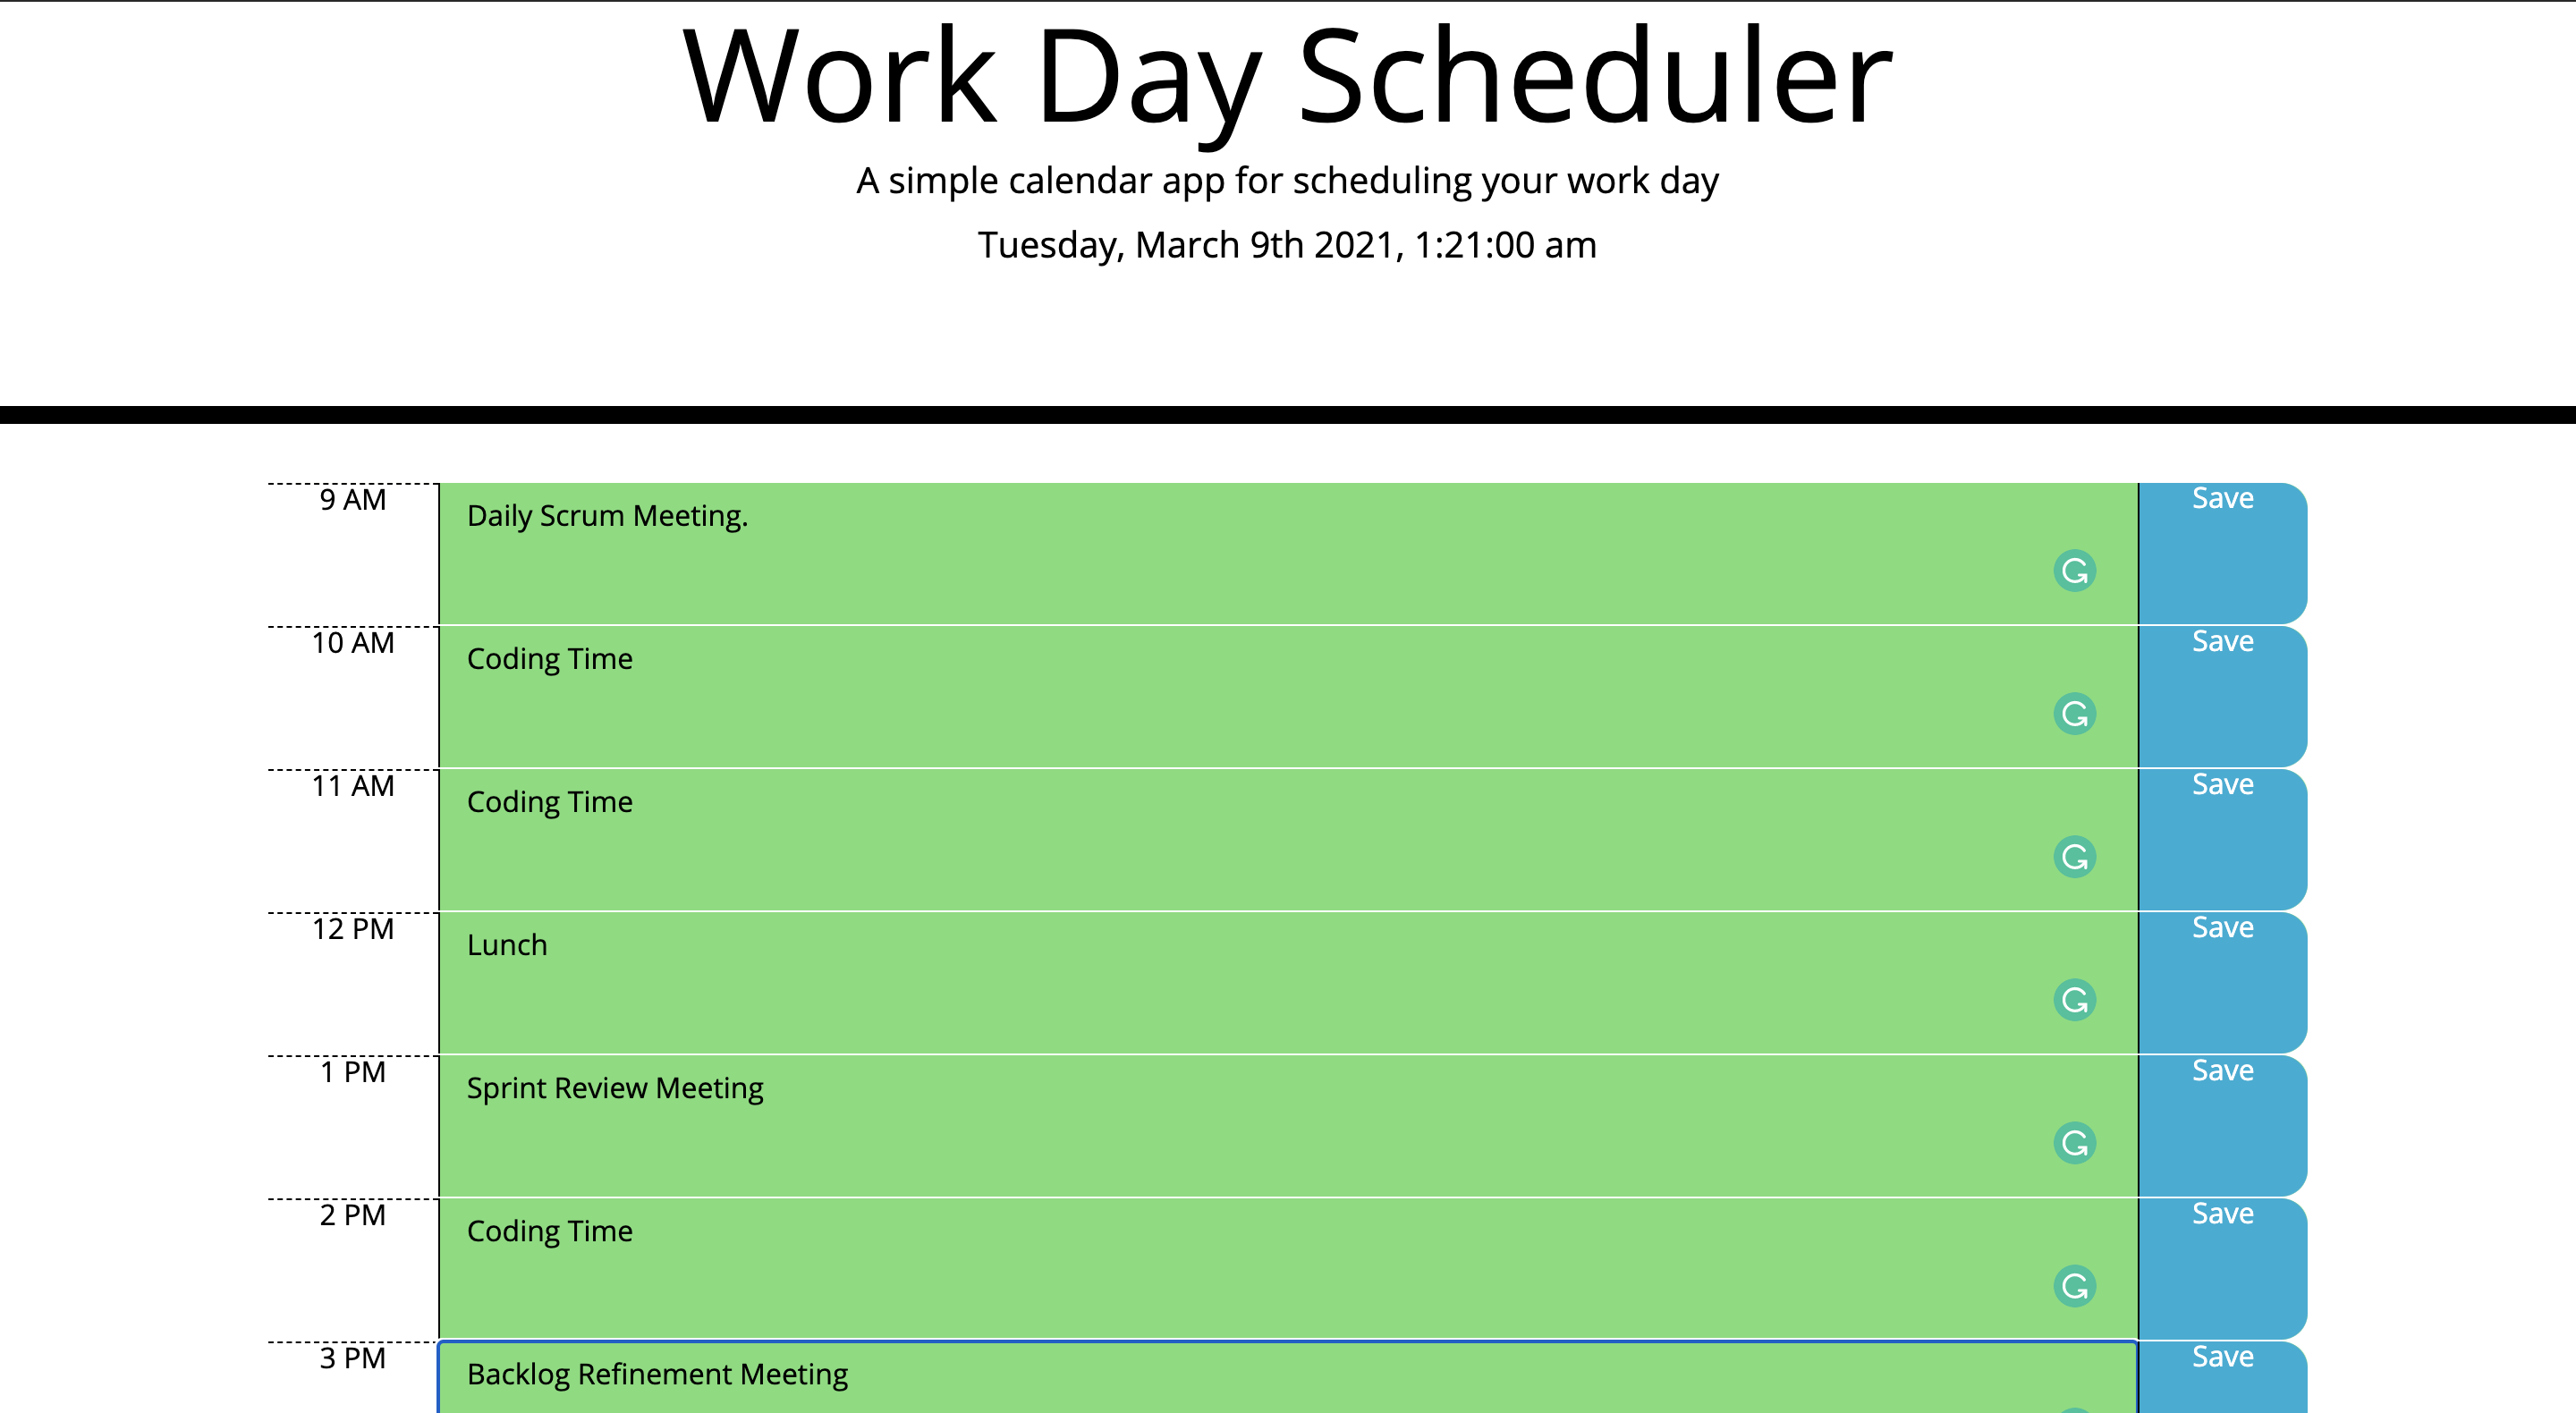 Work Day Scheduler
A simple calendar app for scheduling your work day
Tuesday, March 9th 2021, 1:21:00 am
9 AM
Daily Scrum Meeting.
Save
10 AM
Coding Time
Save
11 AM
Coding Time
Save
12 PM
Lunch
Save
1 PM
Sprint Review Meeting
Save
2 PM
Coding Time
Save
3 PM
Backlog Refinement Meeting
Save